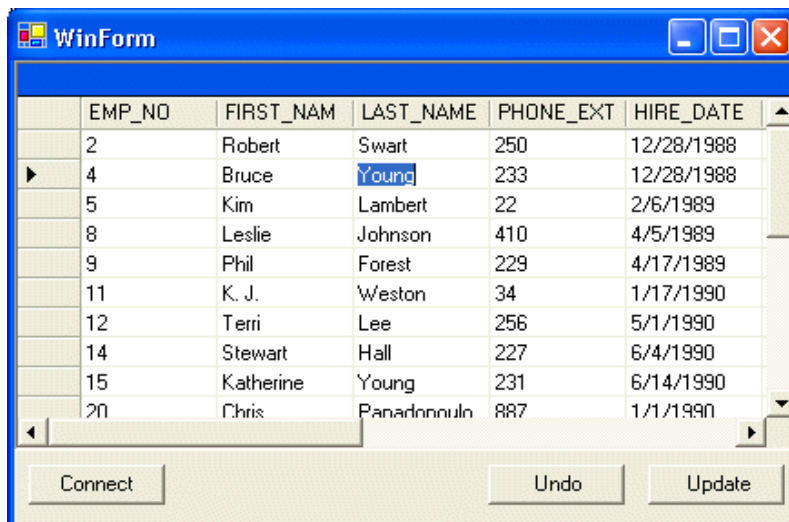 WinForm
EMP_NO FIRST_NAM LAST_NAME PHONE_EXT HIRE_DATE
2 Robert Swart 250 12/28/1988
4 Bruce Young 233 12/28/1988
5 Kim Lambert 22 2/6/1989
8 Leslie Johnson 410 4/5/1989
9 Phil Forest 229 4/17/1989
11 K. J. Weston 34 1/17/1990
12 Terri Lee 256 5/1/1990
14 Stewart Hall 227 6/4/1990
15 Katherine Young 231 6/14/1990
20 Chris Papadopoulo 887 1/1/1990
Connect Undo Update